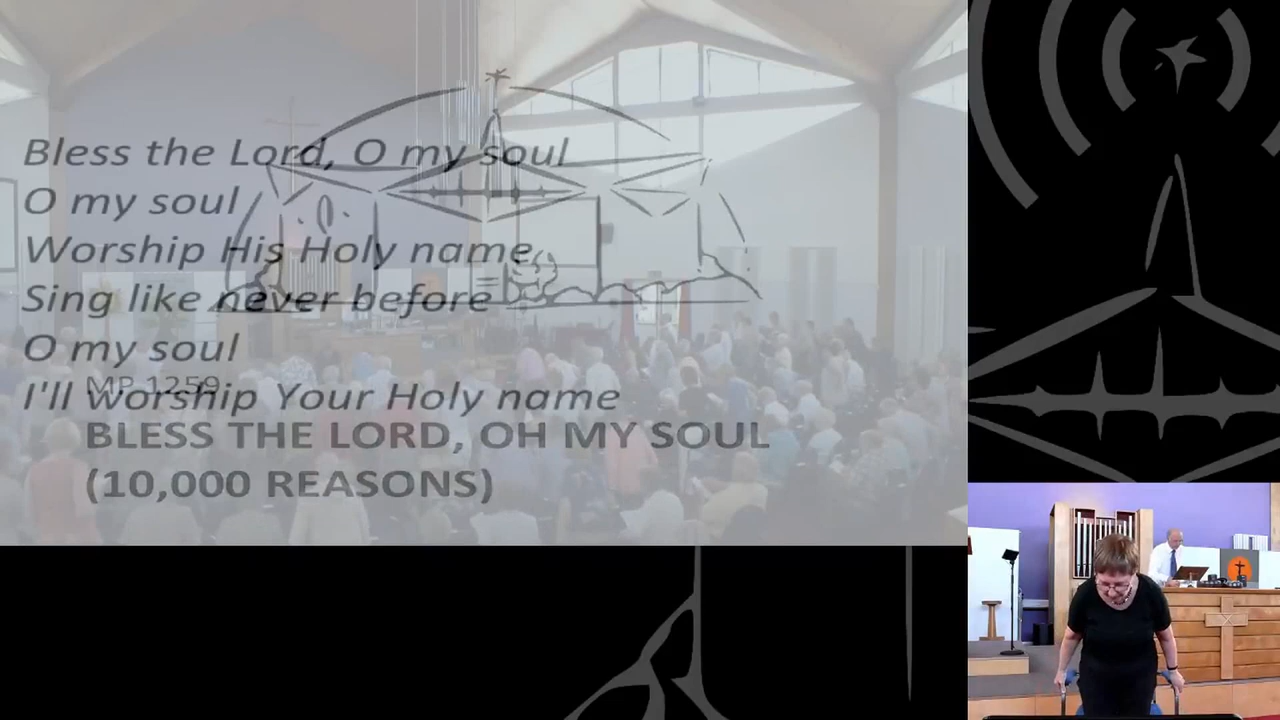 Bless the Lord, O my soul
O my soul
Worship His Holy name
Sing like never before
O my soul
I'll Worship Your Holy name
MP 1259
BLESS THE LORD, OH MY SOUL
(10,000 REASONS)